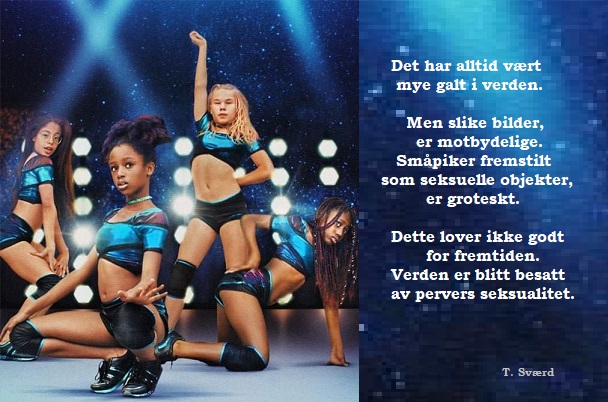 Det har alltid vært
mye galt i verden.
Men slike bilder,
er motbydelige.
Småpiker fremstilt
som seksuelle objekter,
er groteskt.
Dette lover ikke godt
for fremtiden.
Verden er blitt besatt
av pervers seksualitet.
T. Sværd